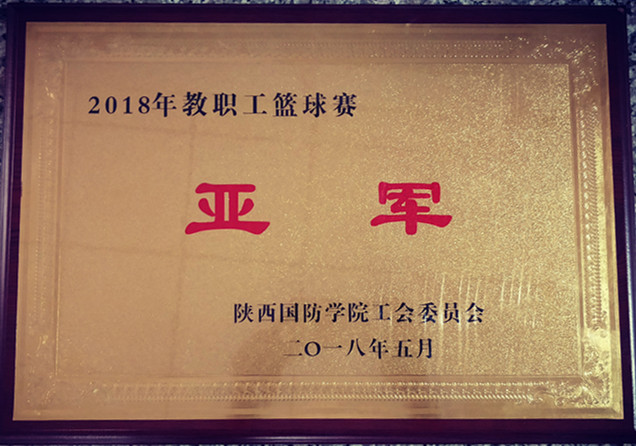 2018年教职工篮球赛
亚军
陕西国防学院工会委员会
二〇一八年五月